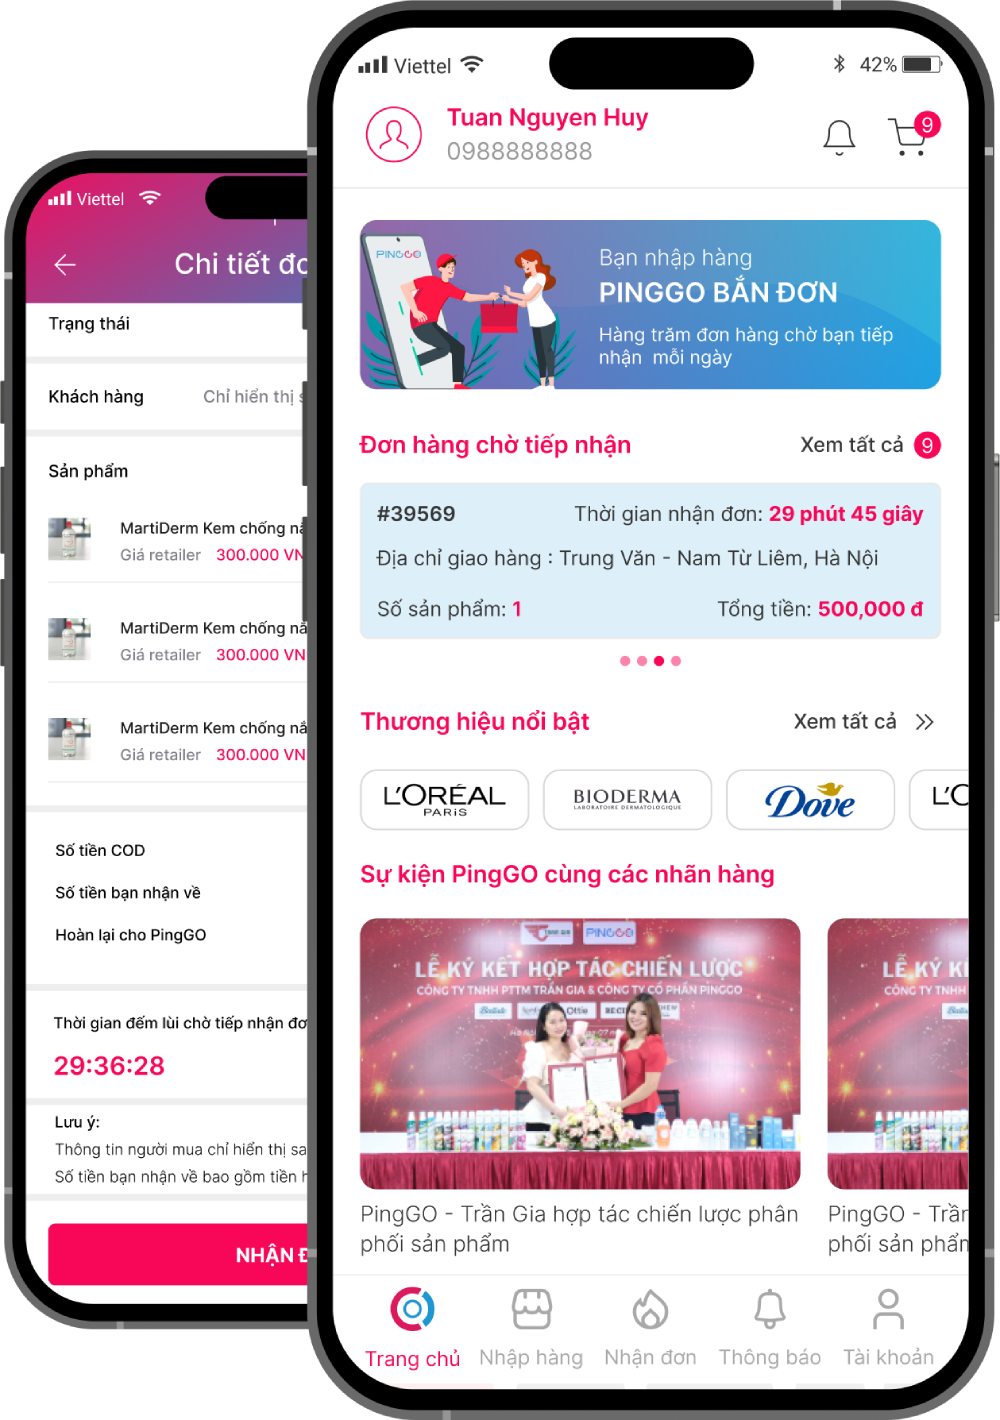 Viettel
42%
Tuan Nguyen Huy
0988888888
9
PINGGO
Bạn nhập hàng
PINGGO BẮN ĐƠN
Hàng trăm đơn hàng chờ bạn tiếp
nhận mỗi ngày
Đơn hàng chờ tiếp nhận
Xem tất cả 9
#39569
Thời gian nhận đơn: 29 phút 45 giây
Địa chỉ giao hàng : Trung Văn - Nam Từ Liêm, Hà Nội
Số sản phẩm: 1
Tổng tiền: 500,000 đ
Thương hiệu nổi bật
Xem tất cả
L'ORÉAL
PARIS
BIODERMA
LABORATOIRE DERMATOLOGIQUE
Dove
L'O
Sự kiện PingGO cùng các nhãn hàng
TRAN GIA
PINGGO
LỄ KÝ KẾT HỢP TÁC CHIẾN LƯỢC
CÔNG TY TNHH PTTM TRẦN GIA & CÔNG TY CỔ PHẦN PINGGO
Ottie
LỄ KÝ K
CÔNG TY TNHH
PingGO - Trần Gia hợp tác chiến lược phân
phối sản phẩm
PingGO - Trần
phối sản phẩm
Trang chủ
Nhập hàng
Nhận đơn
Thông báo
Tài khoản
Viettel
Chi tiết đơ
Trạng thái
Khách hàng
Chỉ hiển thị s
Sản phẩm
MartiDerm Kem chống nắ
Giá retailer 300.000 VN
MartiDerm Kem chống nắ
Giá retailer 300.000 VN
MartiDerm Kem chống nắ
Giá retailer 300.000 VN
Số tiền COD
Số tiền bạn nhận về
Hoàn lại cho PingGO
Thời gian đếm lùi chờ tiếp nhận đơ
29:36:28
Lưu ý:
Thông tin người mua chỉ hiển thị sa
Số tiền bạn nhận về bao gồm tiền h
NHẬN Đ